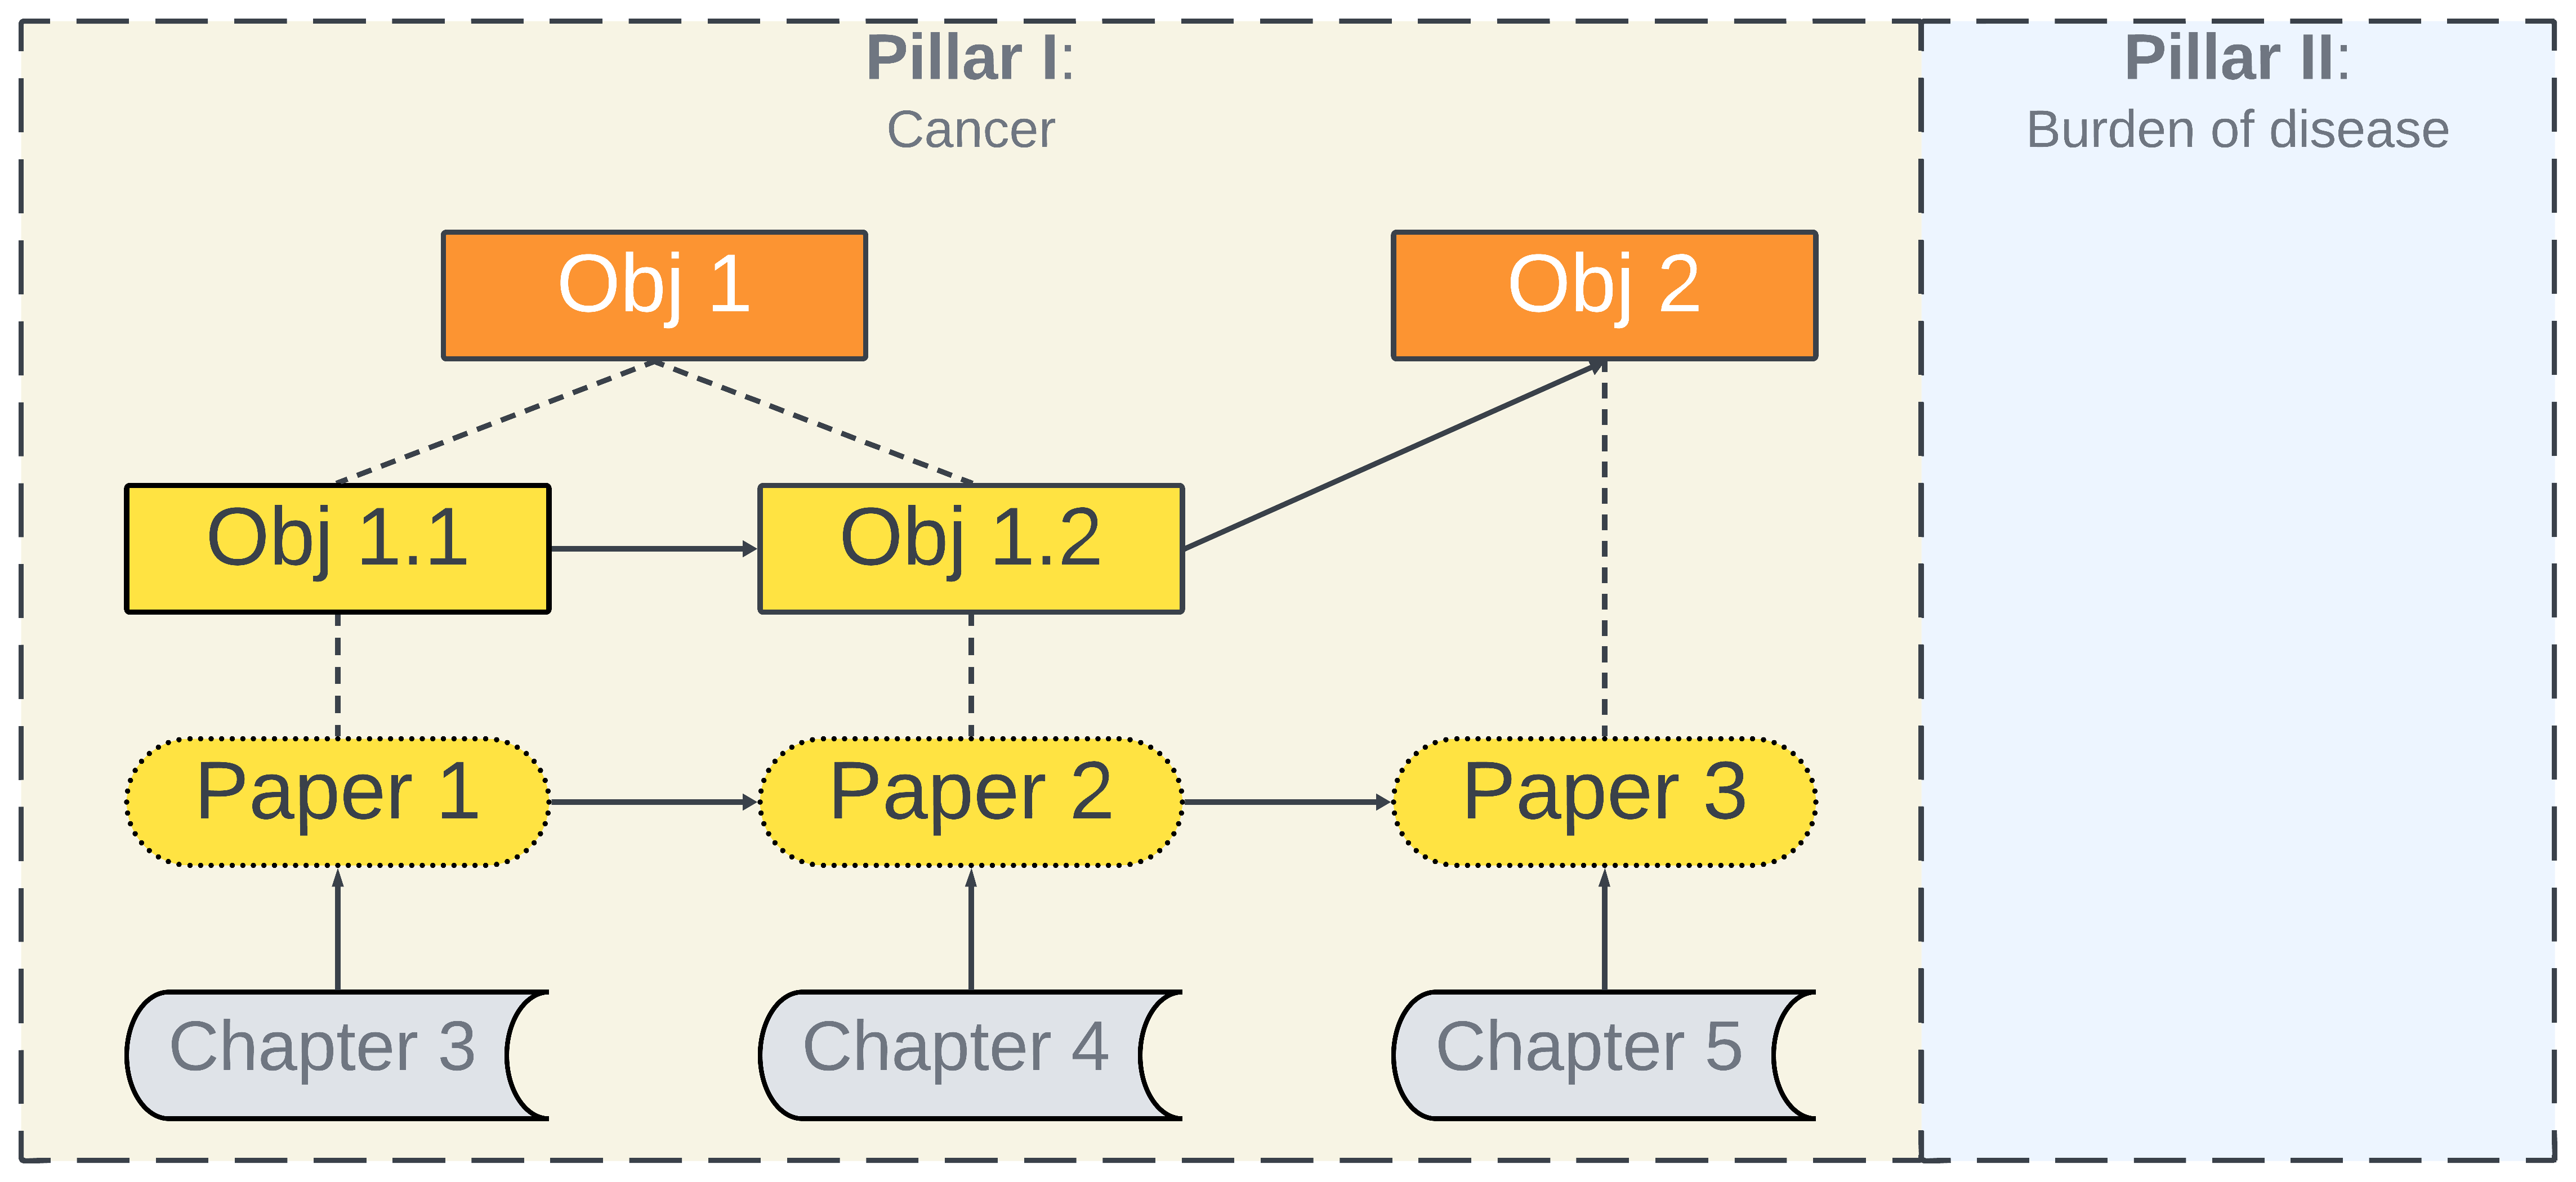 Pillar I:
Cancer
Pillar II:
Burden of disease
Obj 1
Obj 2
Obj 1.1
Obj 1.2
Paper 1
Paper 2
Paper 3
Chapter 3
Chapter 4
Chapter 5